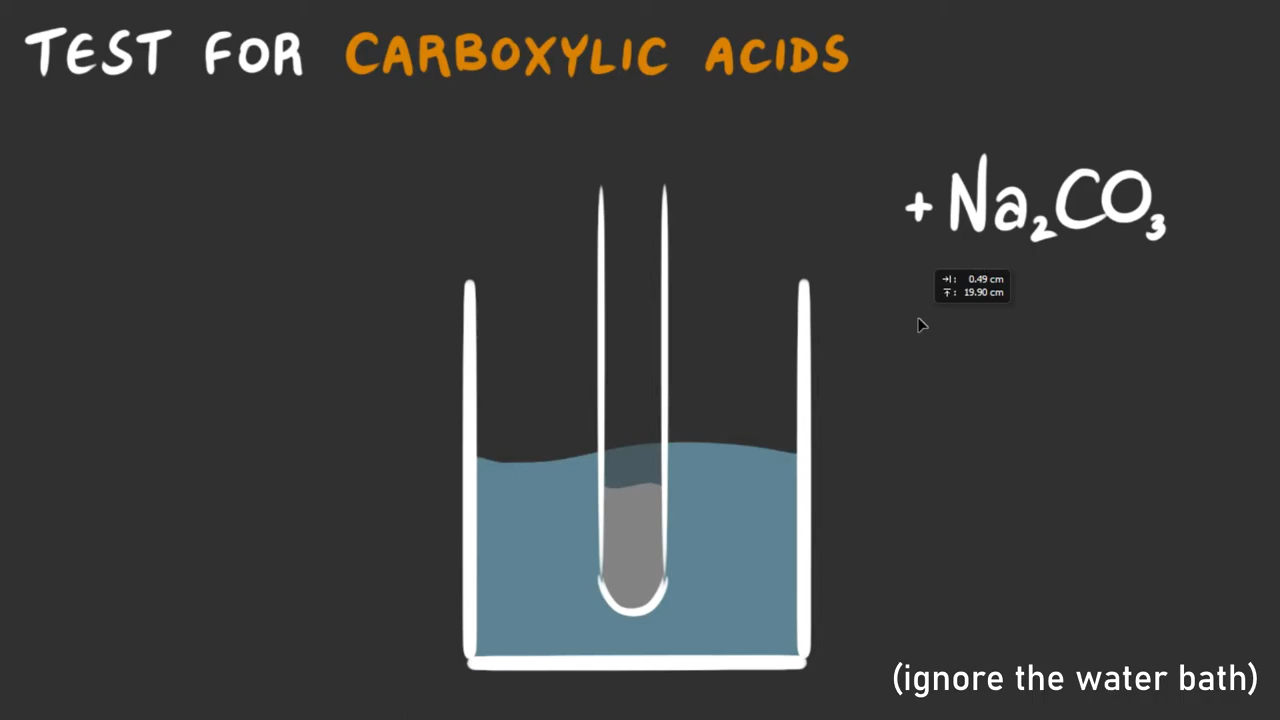 TEST FOR CARBOXYLIC ACIDS
+ Na₂CO₃
→|: 0.49 cm
↑: 19.90 cm
(ignore the water bath)